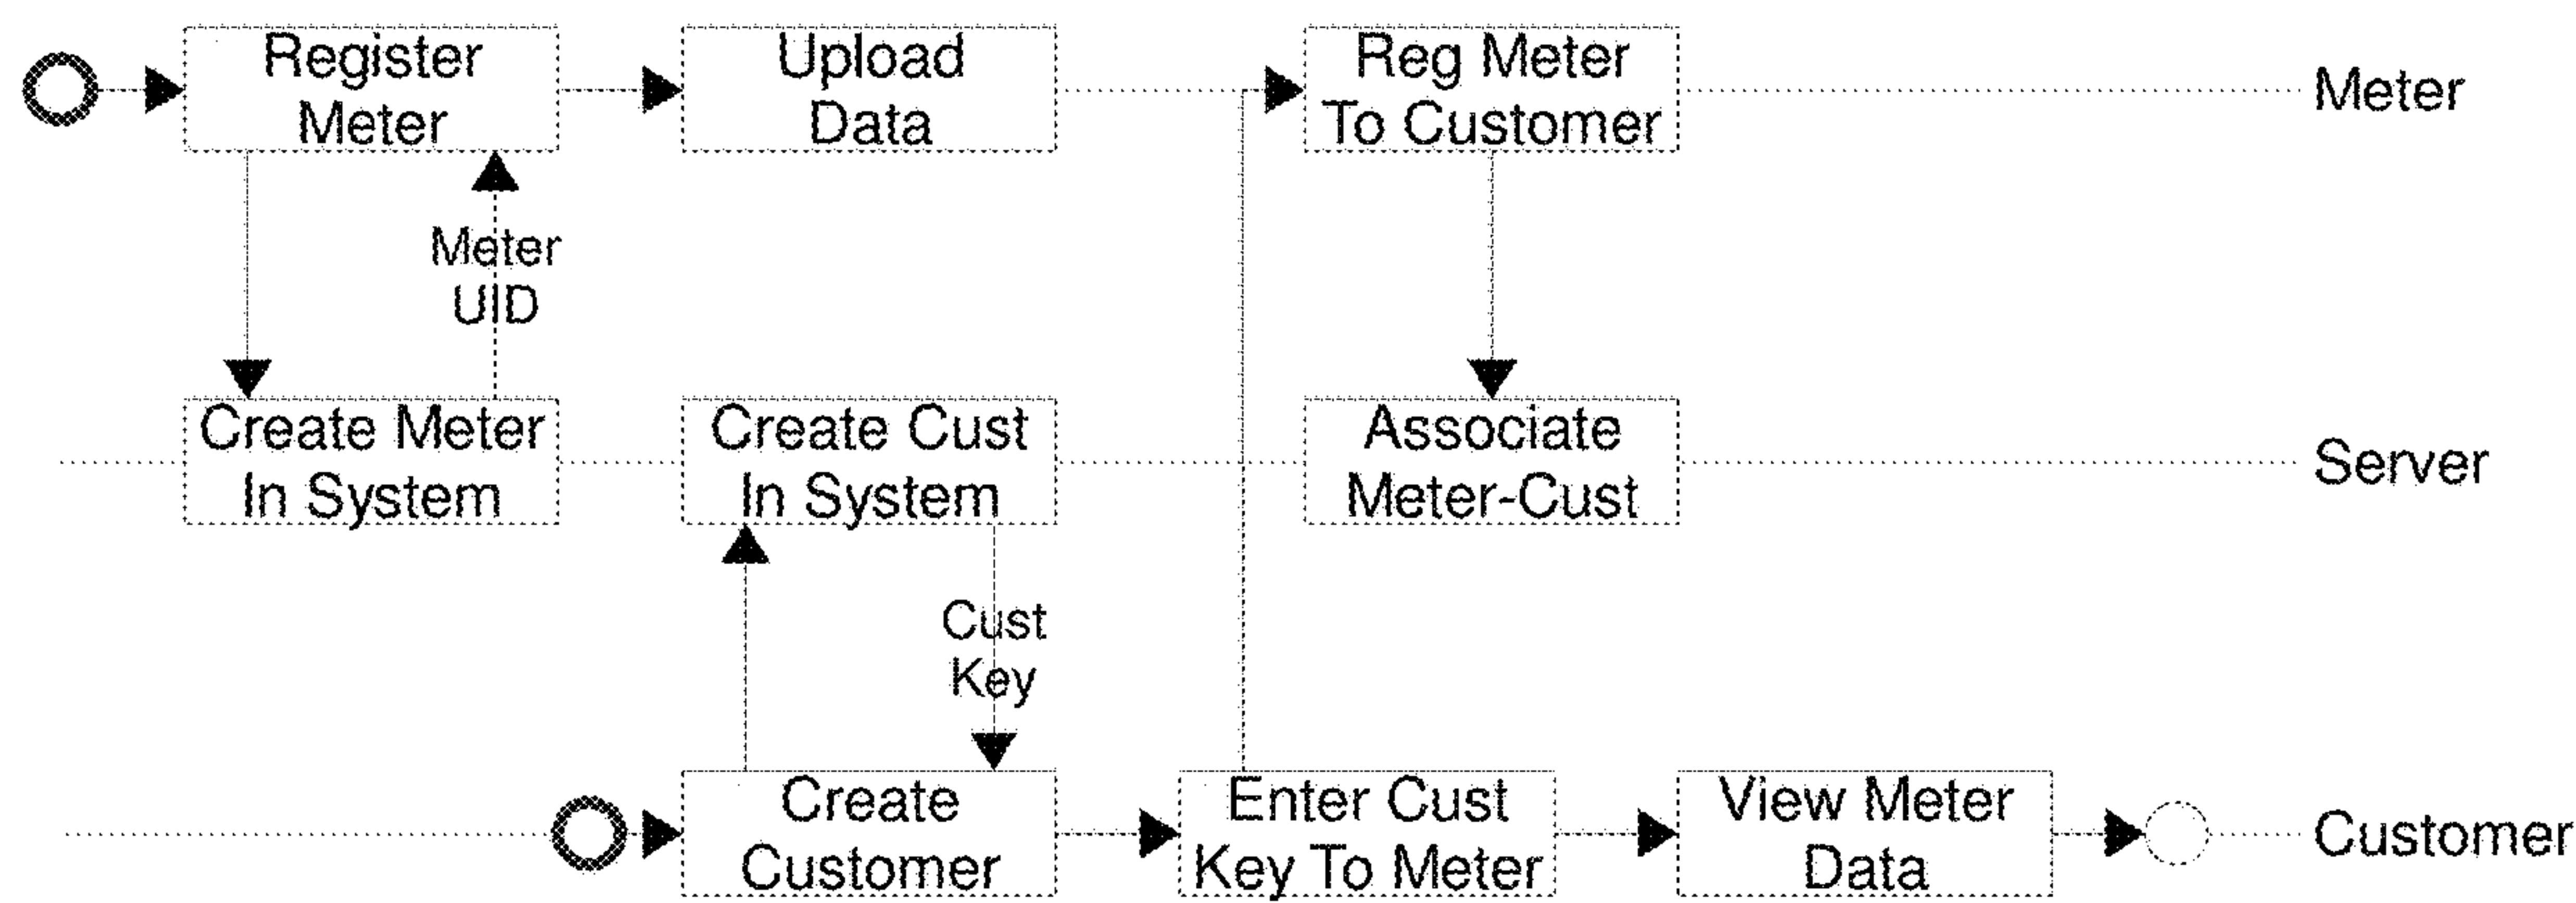 Register
Meter
Upload
Data
Reg Meter
To Customer
Meter
Meter
UID
Create Meter
In System
Create Cust
In System
Associate
Meter-Cust
Server
Cust
Key
Create
Customer
Enter Cust
Key To Meter
View Meter
Data
Customer